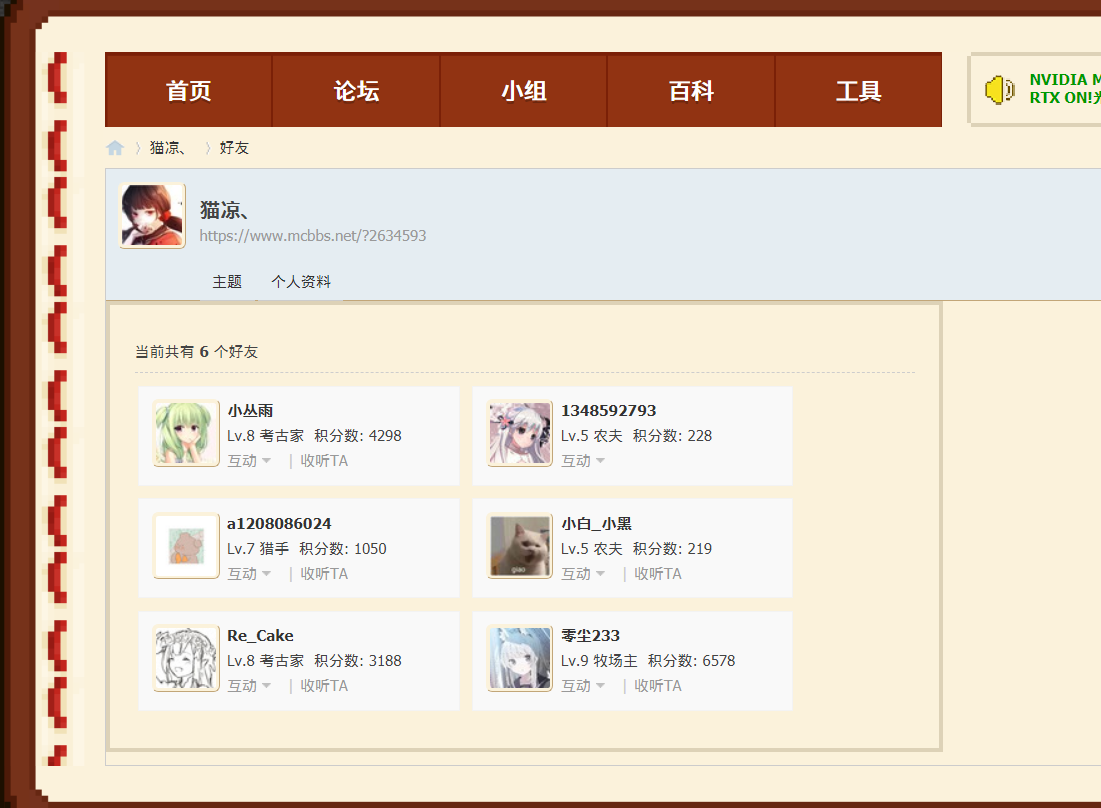 首页 论坛 小组 百科 工具
NVIDIA
RTX ON!
猫凉、 好友
猫凉、
https://www.mcbbs.net/?2634593
主题 个人资料
当前共有 6 个好友
小丛雨
Lv.8 考古家 积分数: 4298
互动 | 收听TA
1348592793
Lv.5 农夫 积分数: 228
互动
a1208086024
Lv.7 猎手 积分数: 1050
互动 | 收听TA
小白_小黑
Lv.5 农夫 积分数: 219
互动 | 收听TA
giao
Re_Cake
Lv.8 考古家 积分数: 3188
互动 | 收听TA
零尘233
Lv.9 牧场主 积分数: 6578
互动 | 收听TA